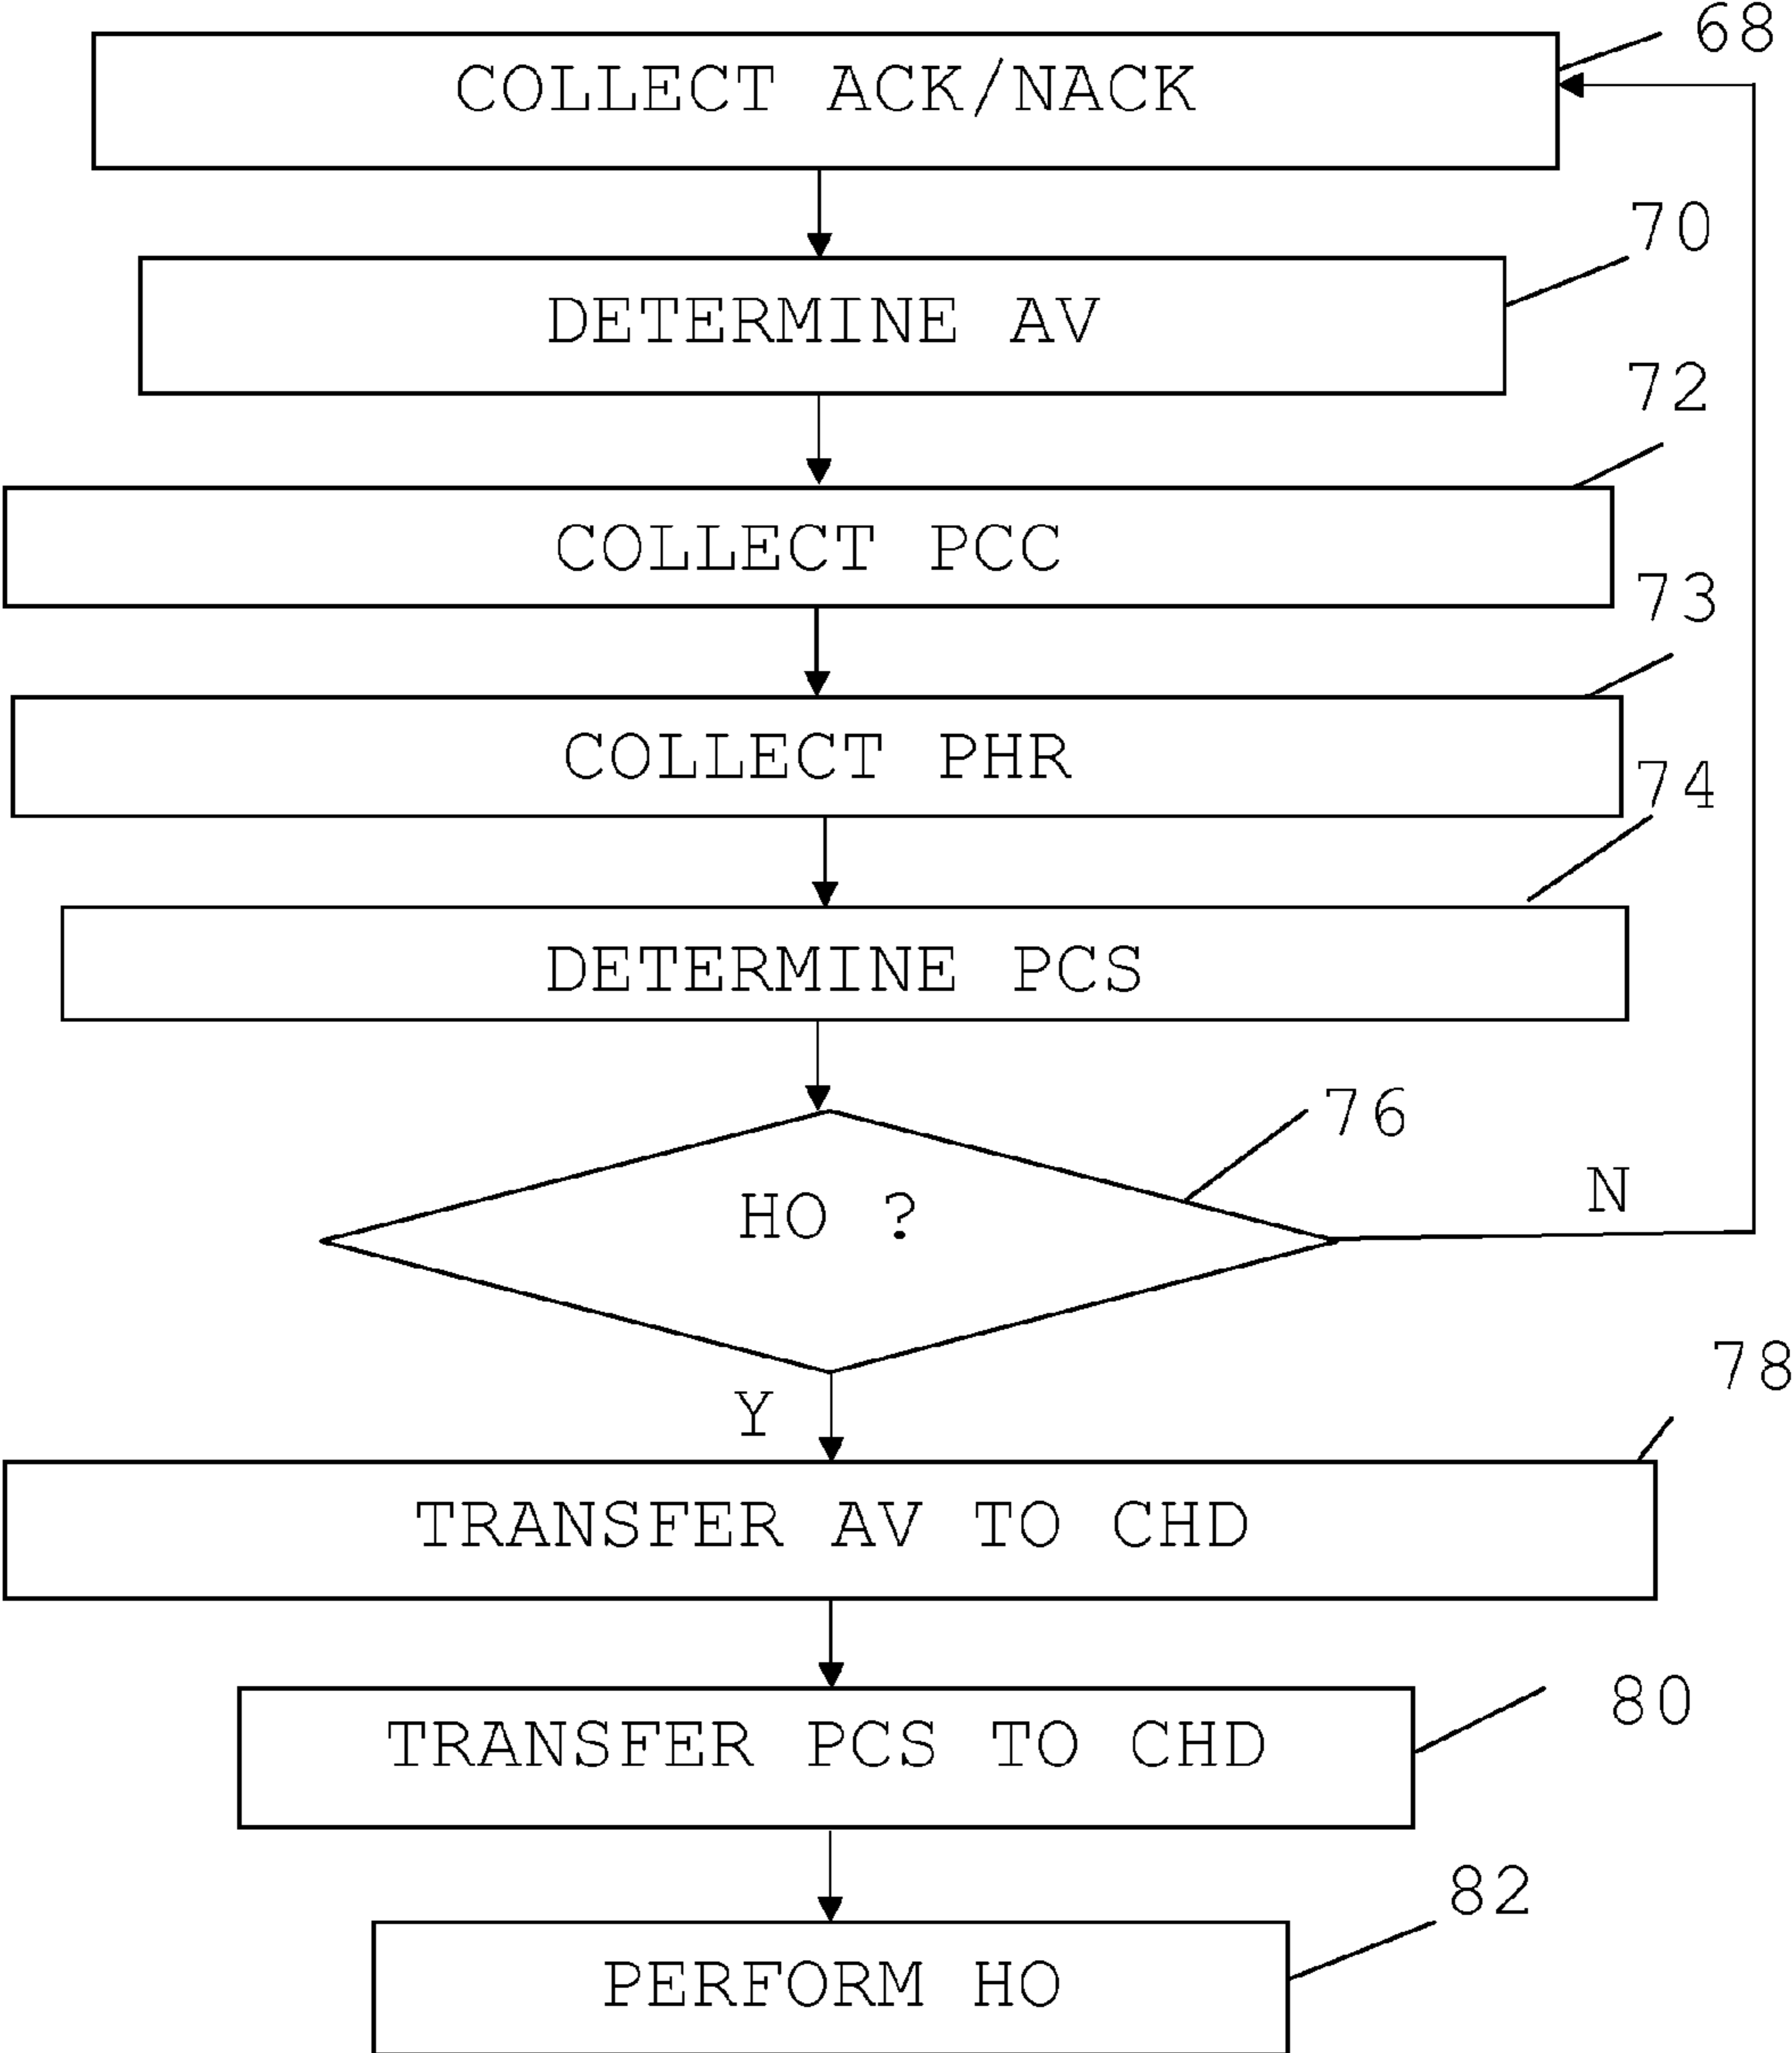 68
COLLECT ACK/NACK
70
DETERMINE AV
72
COLLECT PCC
73
COLLECT PHR
74
DETERMINE PCS
76
HO ?
N
Y
78
TRANSFER AV TO CHD
80
TRANSFER PCS TO CHD
82
PERFORM HO